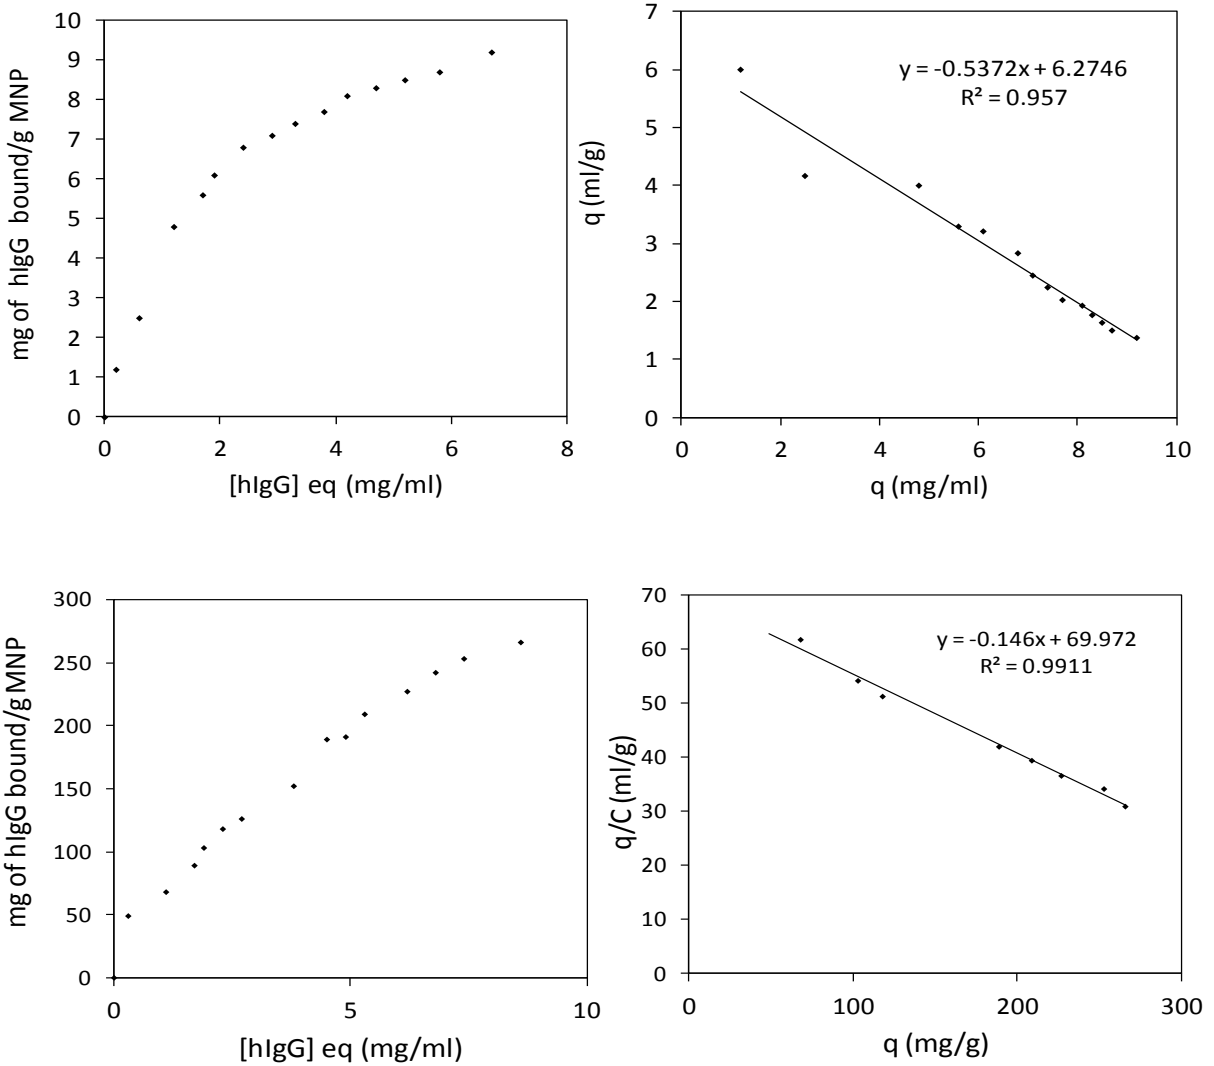 mg of hIgG bound/g MNP
10
9
8
7
6
5
4
3
2
1
0
0 2 4 6 8
[hIgG] eq (mg/ml)
q (ml/g)
7
6
5
4
3
2
1
0
y = -0.5372x + 6.2746
R² = 0.957
0 2 4 6 8 10
q (mg/ml)
mg of hIgG bound/g MNP
300
250
200
150
100
50
0
0 5 10
[hIgG] eq (mg/ml)
q/C (ml/g)
70
60
50
40
30
20
10
0
y = -0.146x + 69.972
R² = 0.9911
0 100 200 300
q (mg/g)